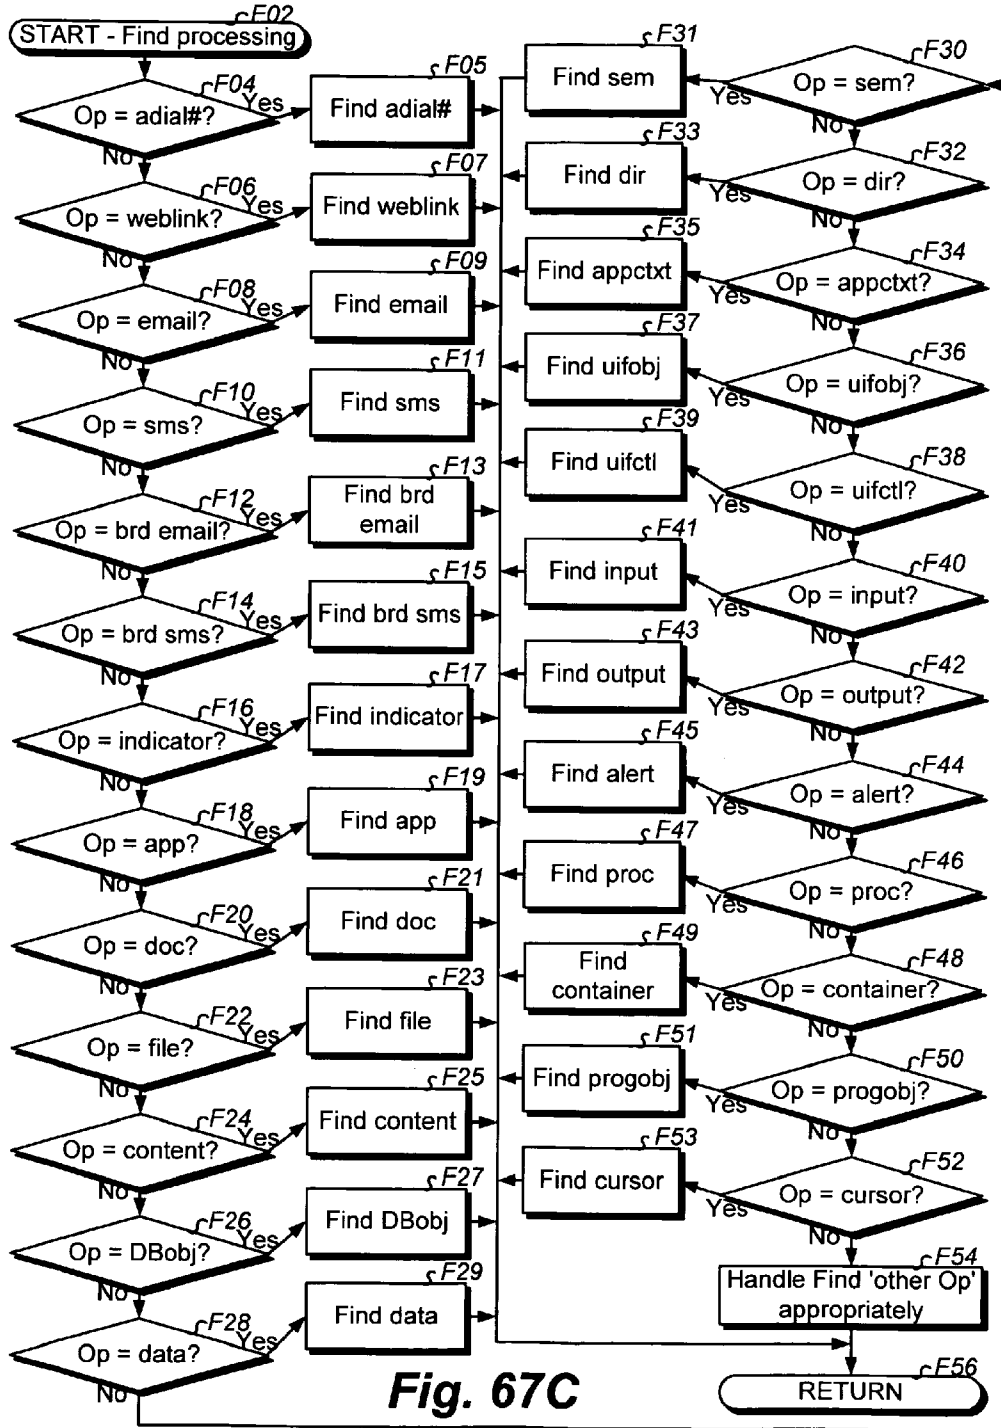 F02
START - Find processing
F04
Op = adial#?
Yes
No
F05
Find adial#
F06
Op = weblink?
Yes
No
F07
Find weblink
F08
Op = email?
Yes
No
F09
Find email
F10
Op = sms?
Yes
No
F11
Find sms
F12
Op = brd email?
Yes
No
F13
Find brd
email
F14
Op = brd sms?
Yes
No
F15
Find brd sms
F16
Op = indicator?
Yes
No
F17
Find indicator
F18
Op = app?
Yes
No
F19
Find app
F20
Op = doc?
Yes
No
F21
Find doc
F22
Op = file?
Yes
No
F23
Find file
F24
Op = content?
Yes
No
F25
Find content
F26
Op = DBobj?
Yes
No
F27
Find DBobj
F28
Op = data?
Yes
No
F29
Find data
F30
Op = sem?
Yes
No
F31
Find sem
F32
Op = dir?
Yes
No
F33
Find dir
F34
Op = appctxt?
Yes
No
F35
Find appctxt
F36
Op = uifobj?
Yes
No
F37
Find uifobj
F38
Op = uifctl?
Yes
No
F39
Find uifctl
F40
Op = input?
Yes
No
F41
Find input
F42
Op = output?
Yes
No
F43
Find output
F44
Op = alert?
Yes
No
F45
Find alert
F46
Op = proc?
Yes
No
F47
Find proc
F48
Op = container?
Yes
No
F49
Find
container
F50
Op = progobj?
Yes
No
F51
Find progobj
F52
Op = cursor?
Yes
No
F53
Find cursor
F54
Handle Find 'other Op'
appropriately
F56
RETURN
Fig. 67C